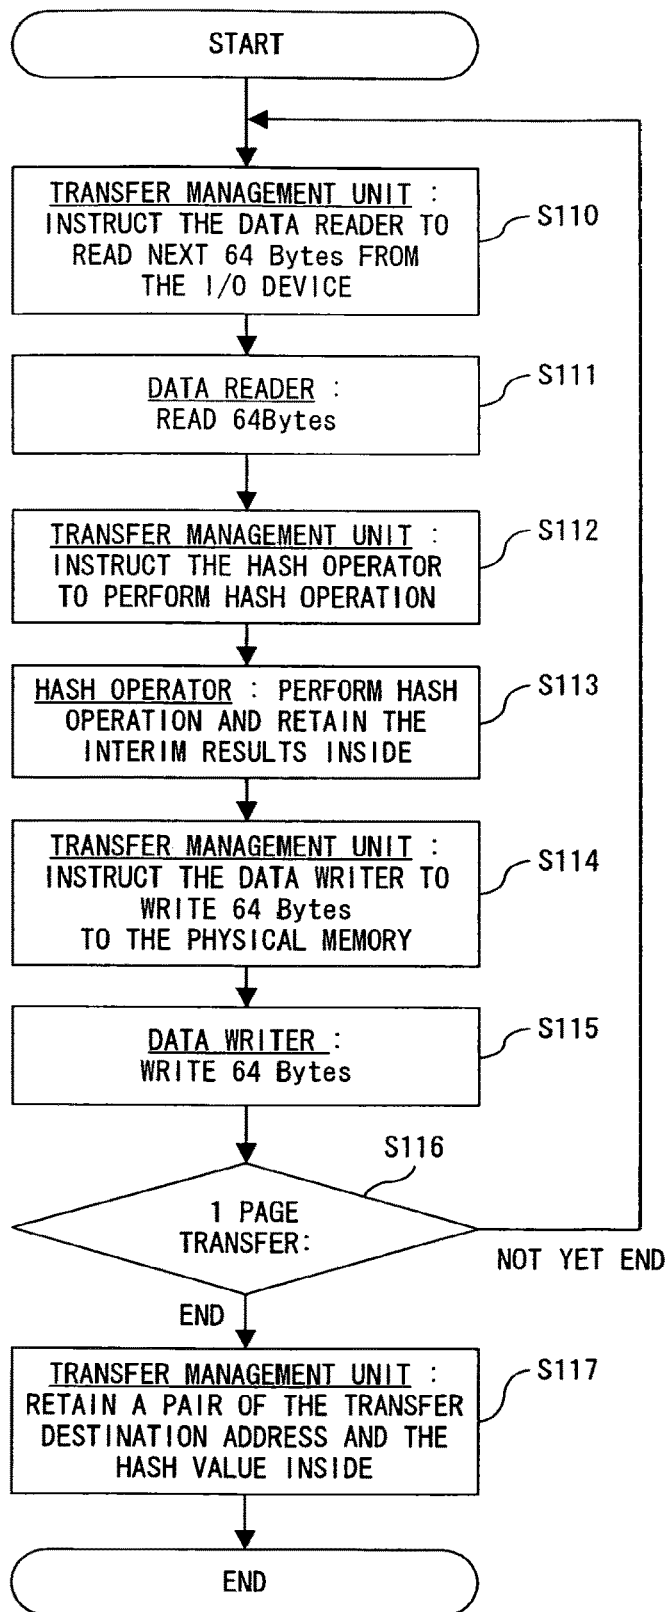 START
TRANSFER MANAGEMENT UNIT :
INSTRUCT THE DATA READER TO
READ NEXT 64 Bytes FROM
THE I/O DEVICE
S110
DATA READER :
READ 64Bytes
S111
TRANSFER MANAGEMENT UNIT :
INSTRUCT THE HASH OPERATOR
TO PERFORM HASH OPERATION
S112
HASH OPERATOR : PERFORM HASH
OPERATION AND RETAIN THE
INTERIM RESULTS INSIDE
S113
TRANSFER MANAGEMENT UNIT :
INSTRUCT THE DATA WRITER TO
WRITE 64 Bytes
TO THE PHYSICAL MEMORY
S114
DATA WRITER :
WRITE 64 Bytes
S115
S116
1 PAGE
TRANSFER:
NOT YET END
END
TRANSFER MANAGEMENT UNIT :
RETAIN A PAIR OF THE TRANSFER
DESTINATION ADDRESS AND THE
HASH VALUE INSIDE
S117
END